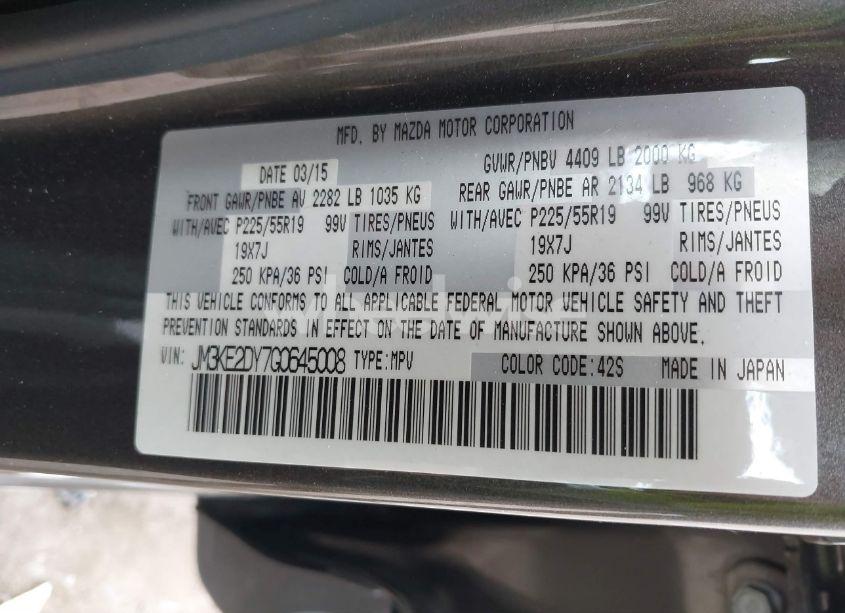 MFD. BY MAZDA MOTOR CORPORATION
DATE 03/15 GVWR/PNBV 4409 LB 2000 KG
FRONT GAWR/PNBE AV 2282 LB 1035 KG REAR GAWR/PNBE AR 2134 LB 968 KG
WITH/AVEC P225/55R19 99V TIRES/PNEUS WITH/AVEC P225/55R19 99V TIRES/PNEUS
19X7J RIMS/JANTES 19X7J RIMS/JANTES
250 KPA/36 PSI COLD/A FROID 250 KPA/36 PSI COLD/A FROID
THIS VEHICLE CONFORMS TO ALL APPLICABLE FEDERAL MOTOR VEHICLE SAFETY AND THEFT
PREVENTION STANDARDS IN EFFECT ON THE DATE OF MANUFACTURE SHOWN ABOVE.
VIN: JM3KE2DY7G0645008 TYPE:MPV COLOR CODE:42S MADE IN JAPAN